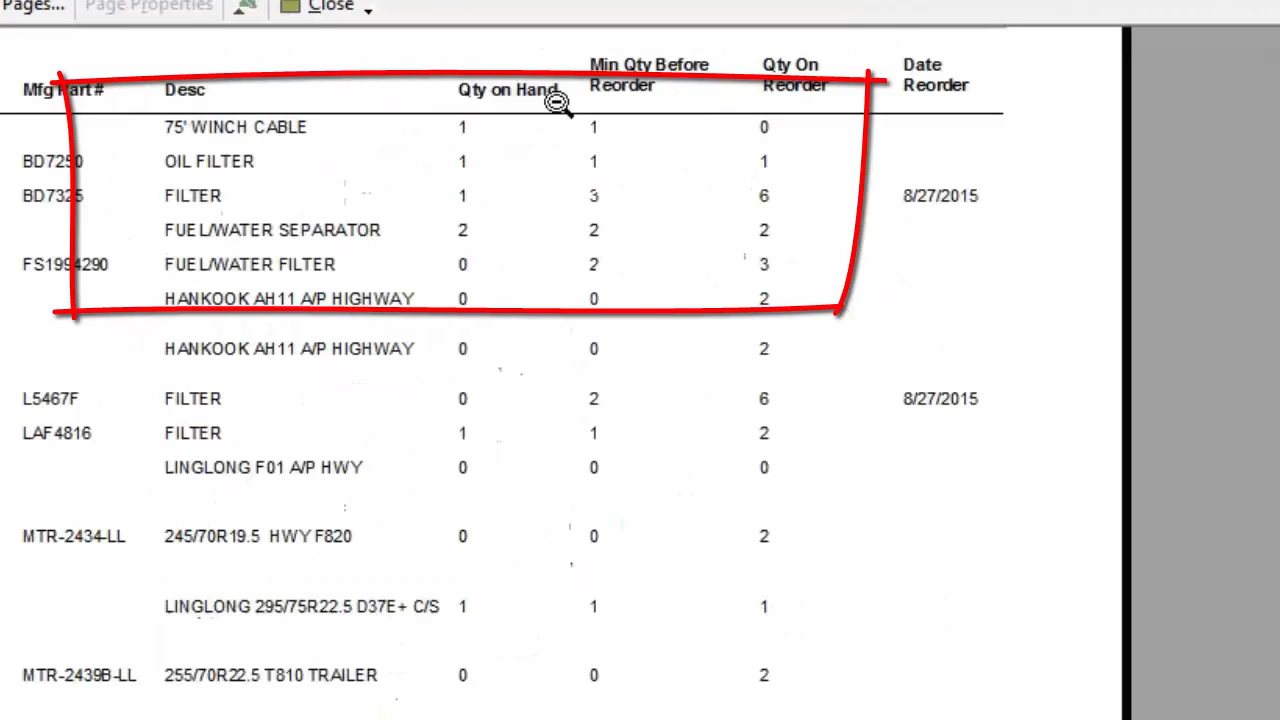 Pages... Page Properties Close
Mfg Part # Desc Qty on Hand Min Qty Before Reorder Qty On Reorder Date Reorder
75' WINCH CABLE 1 1 0
BD7250 OIL FILTER 1 1 1
BD7325 FILTER 1 3 6 8/27/2015
FUEL/WATER SEPARATOR 2 2 2
FS1994290 FUEL/WATER FILTER 0 2 3
HANKOOK AH11 A/P HIGHWAY 0 0 2
HANKOOK AH11 A/P HIGHWAY 0 0 2
L5467F FILTER 0 2 6 8/27/2015
LAF4816 FILTER 1 1 2
LINGLONG F01 A/P HWY 0 0 0
MTR-2434-LL 245/70R19.5 HWY F820 0 0 2
LINGLONG 295/75R22.5 D37E+ C/S 1 1 1
MTR-2439B-LL 255/70R22.5 T810 TRAILER 0 0 2